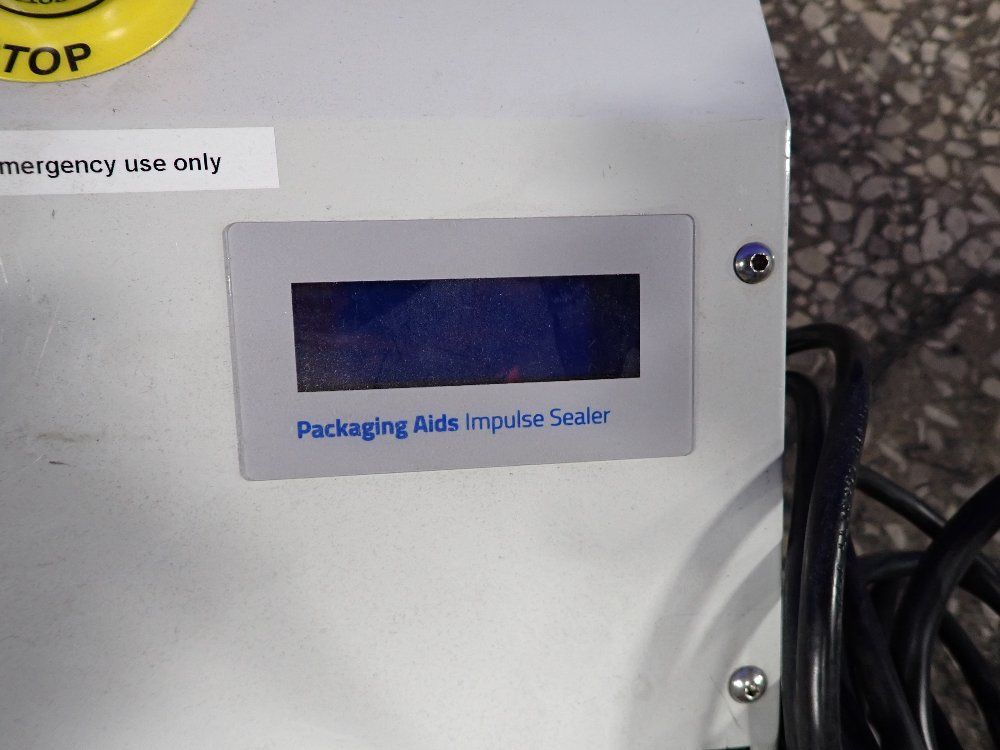 TOP
mergency use only
Packaging Aids Impulse Sealer